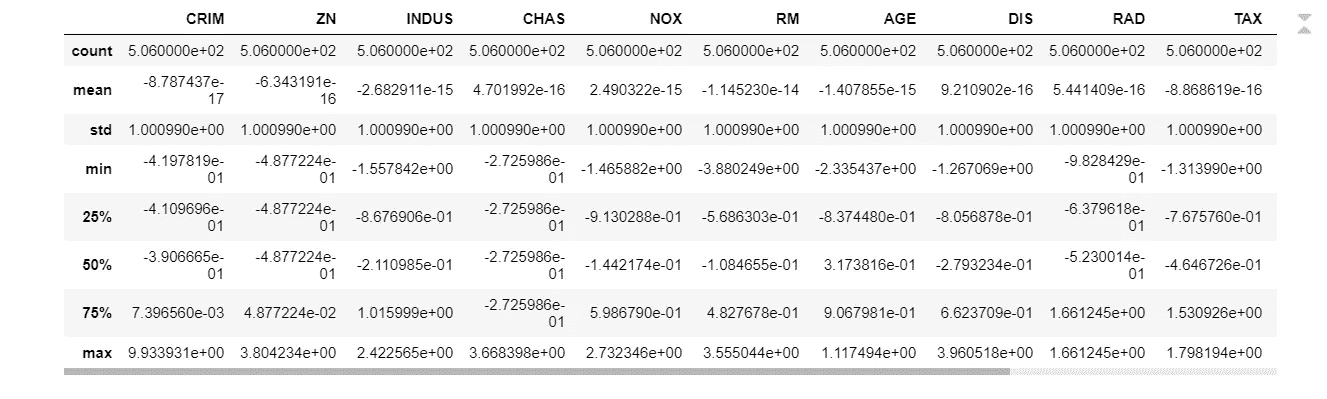 CRIM ZN INDUS CHAS NOX RM AGE DIS RAD TAX
count 5.060000e+02 5.060000e+02 5.060000e+02 5.060000e+02 5.060000e+02 5.060000e+02 5.060000e+02 5.060000e+02 5.060000e+02 5.060000e+02
mean -8.787437e-17 -6.343191e-16 -2.682911e-15 4.701992e-16 2.490322e-15 -1.145230e-14 -1.407855e-15 9.210902e-16 5.441409e-16 -8.868619e-16
std 1.000990e+00 1.000990e+00 1.000990e+00 1.000990e+00 1.000990e+00 1.000990e+00 1.000990e+00 1.000990e+00 1.000990e+00 1.000990e+00
min -4.197819e-01 -4.877224e-01 -1.557842e+00 -2.725986e-01 -1.465882e+00 -3.880249e+00 -2.335437e+00 -1.267069e+00 -9.828429e-01 -1.313990e+00
25% -4.109696e-01 -4.877224e-01 -8.676906e-01 -2.725986e-01 -9.130288e-01 -5.686303e-01 -8.374480e-01 -8.056878e-01 -6.379618e-01 -7.675760e-01
50% -3.906665e-01 -4.877224e-01 -2.110985e-01 -2.725986e-01 -1.442174e-01 -1.084655e-01 3.173816e-01 -2.793234e-01 -5.230014e-01 -4.646726e-01
75% 7.396560e-03 4.877224e-02 1.015999e+00 -2.725986e-01 5.986790e-01 4.827678e-01 9.067981e-01 6.623709e-01 1.661245e+00 1.530926e+00
max 9.933931e+00 3.804234e+00 2.422565e+00 3.668398e+00 2.732346e+00 3.555044e+00 1.117494e+00 3.960518e+00 1.661245e+00 1.798194e+00